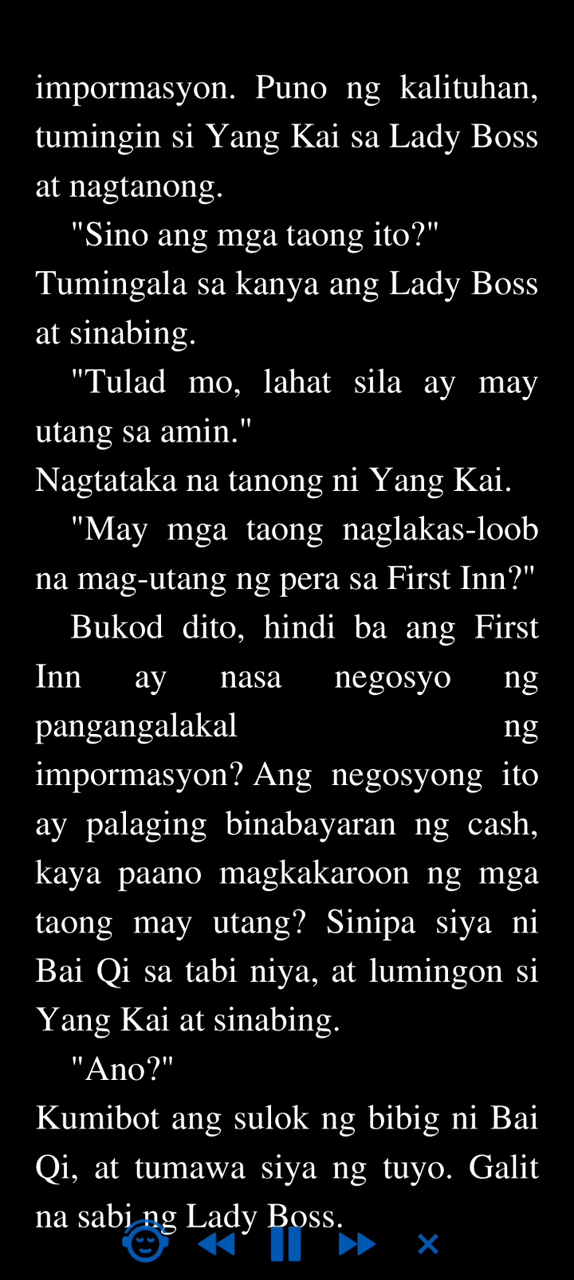 impormasyon. Puno ng kalituhan,
tumingin si Yang Kai sa Lady Boss
at nagtanong.
"Sino ang mga taong ito?"
Tumingala sa kanya ang Lady Boss
at sinabing.
"Tulad mo, lahat sila ay may
utang sa amin."
Nagtataka na tanong ni Yang Kai.
"May mga taong naglakas-loob
na mag-utang ng pera sa First Inn?"
Bukod dito, hindi ba ang First
Inn ay nasa negosyo ng
pangangalakal ng
impormasyon? Ang negosyong ito
ay palaging binabayaran ng cash,
kaya paano magkakaroon ng mga
taong may utang? Sinipa siya ni
Bai Qi sa tabi niya, at lumingon si
Yang Kai at sinabing.
"Ano?"
Kumibot ang sulok ng bibig ni Bai
Qi, at tumawa siya ng tuyo. Galit
na sabi ng Lady Boss.